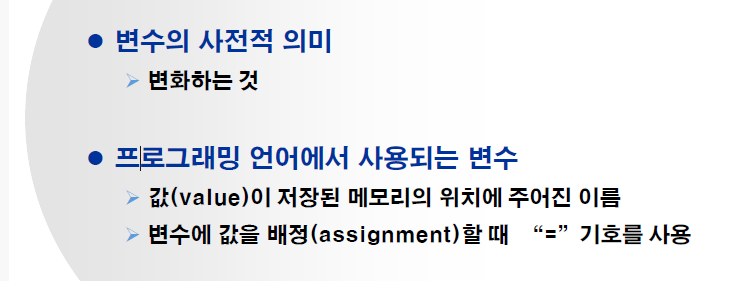 변수의 사전적 의미
변화하는 것
프로그래밍 언어에서 사용되는 변수
값(value)이 저장된 메모리의 위치에 주어진 이름
변수에 값을 배정(assignment)할 때 “=” 기호를 사용